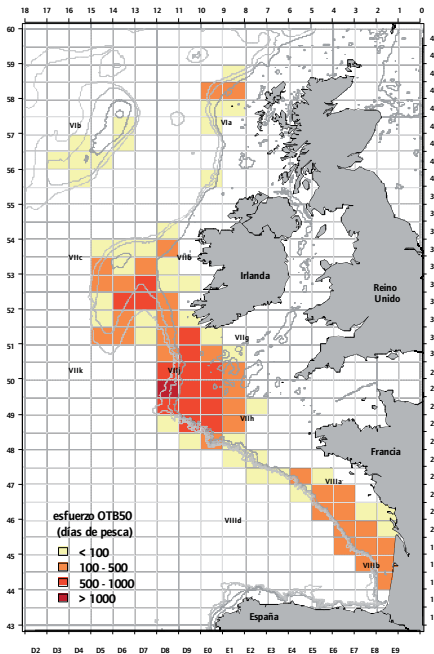 18 17 16 15 14 13 12 11 10 9 8 7 6 5 4 3 2 1 0
60
59
58
57
56
55
54
53
52
51
50
49
48
47
46
45
44
43
VIb
VIa
VIIc
VIIb
Irlanda
Reino
Unido
VIIg
VIIk
VIIj
VIIh
Francia
VIIIa
VIIId
VIIIb
España
esfuerzo OTB50
(días de pesca)
< 100
100 - 500
500 - 1000
> 1000
D2 D3 D4 D5 D6 D7 D8 D9 E0 E1 E2 E3 E4 E5 E6 E7 E8 E9